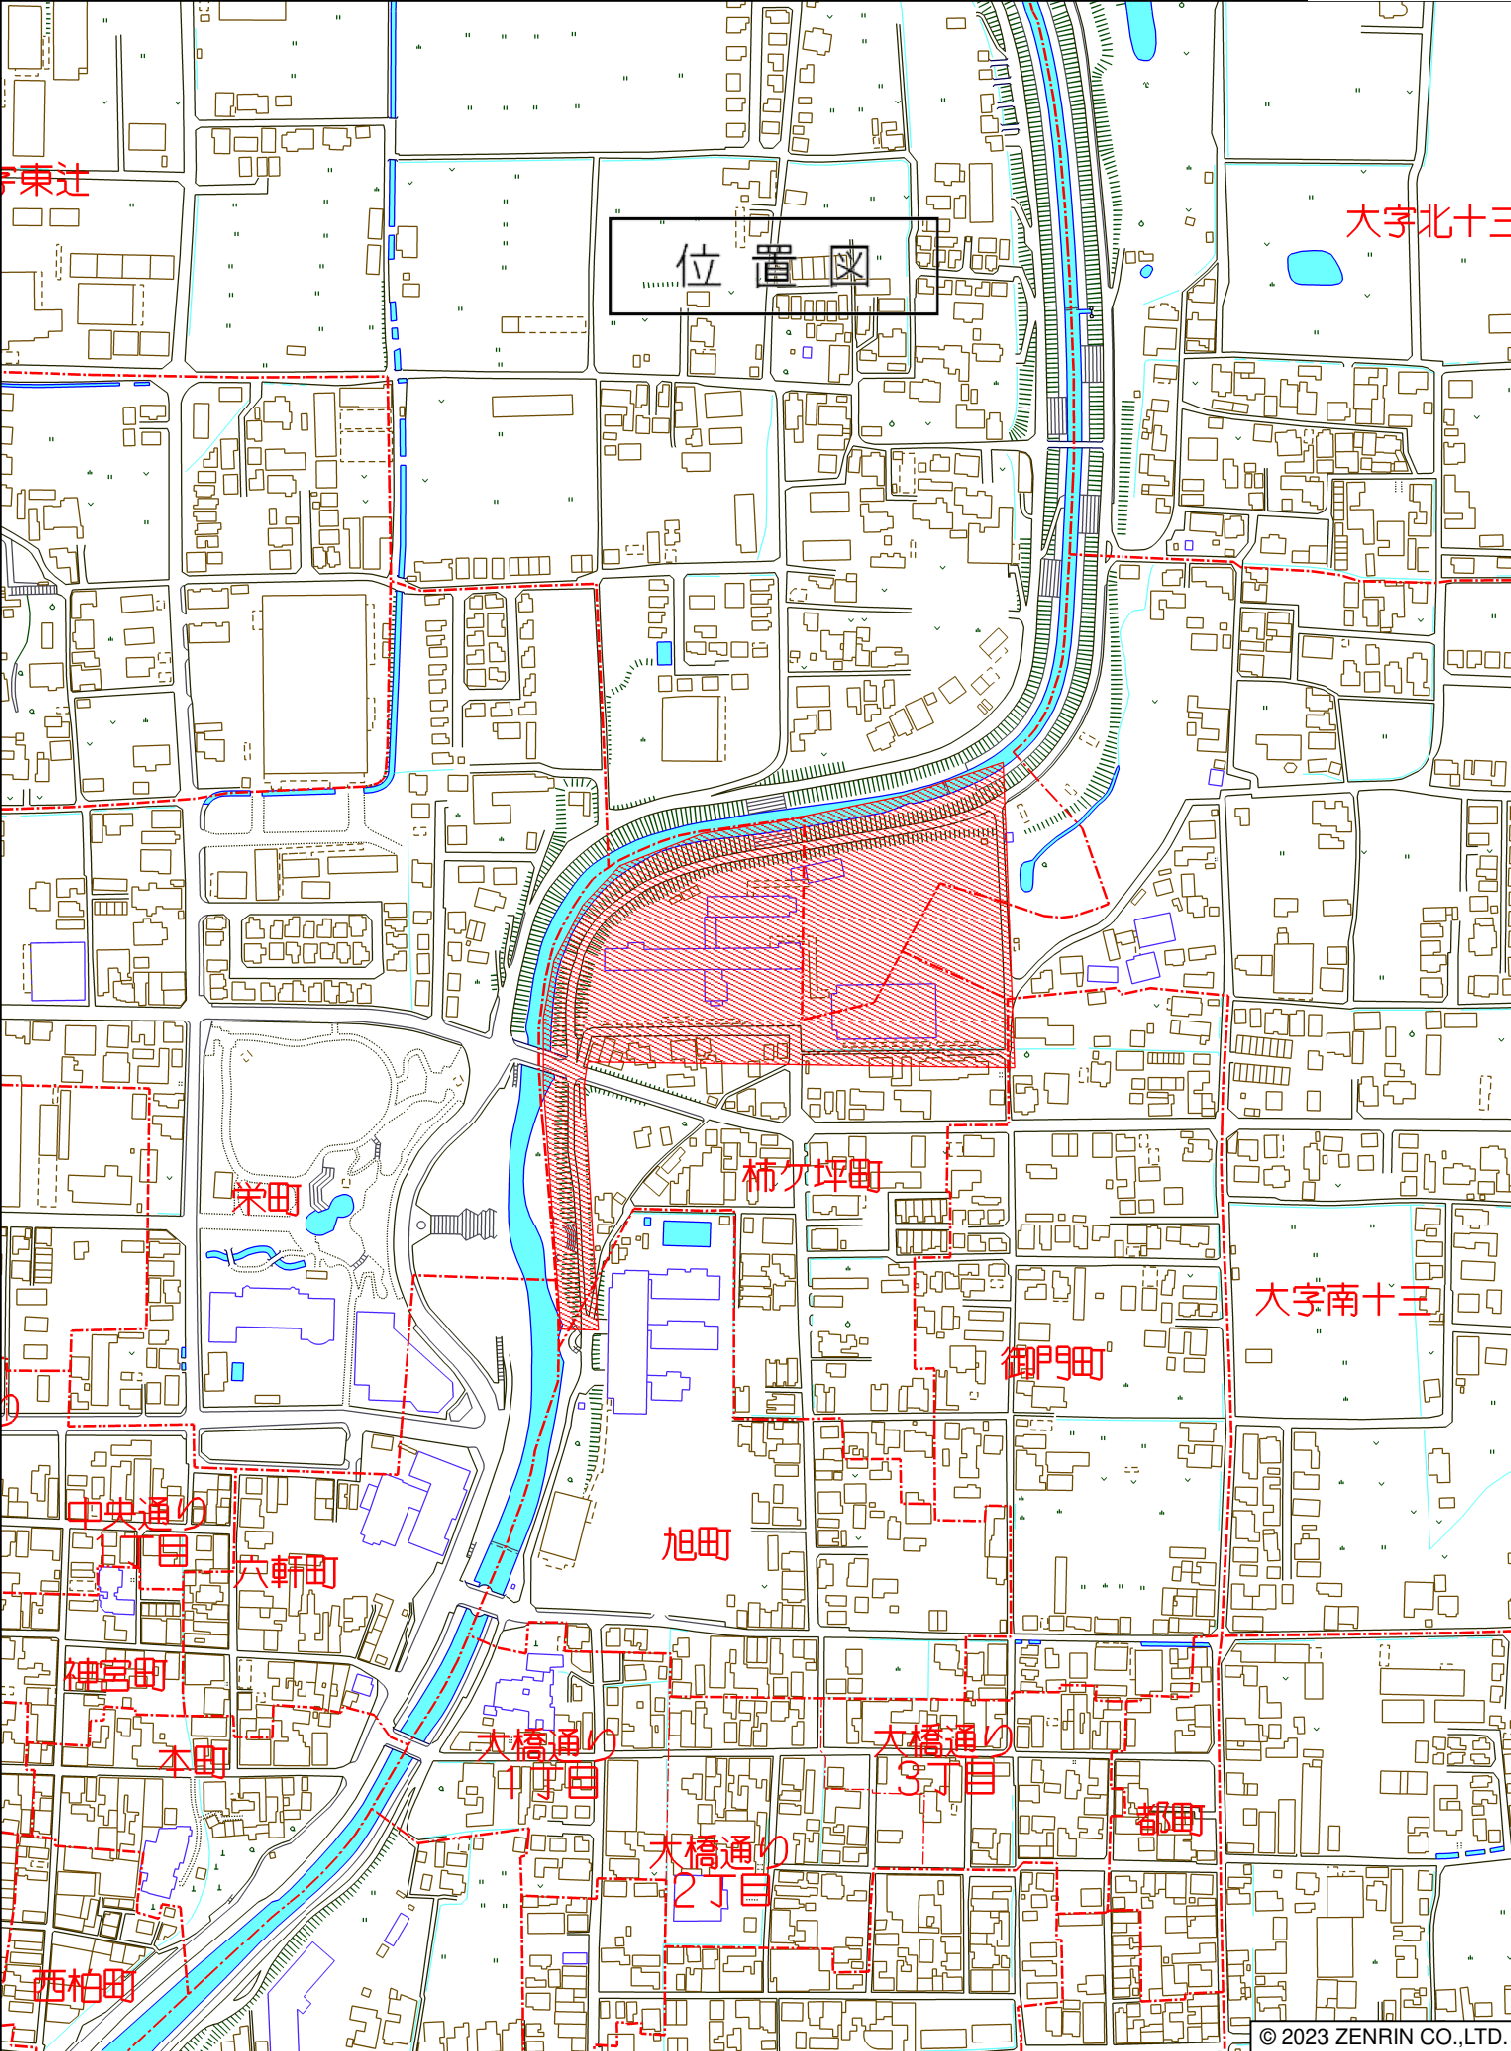 字東辻
大字北十三
位置図
柿ケ坪町
栄町
大字南十三
御門町
中央通り
1丁目
旭町
六軒町
神宮町
本町
大橋通り
1丁目
大橋通り
3丁目
都町
大橋通り
2丁目
西柏町
© 2023 ZENRIN CO.,LTD.